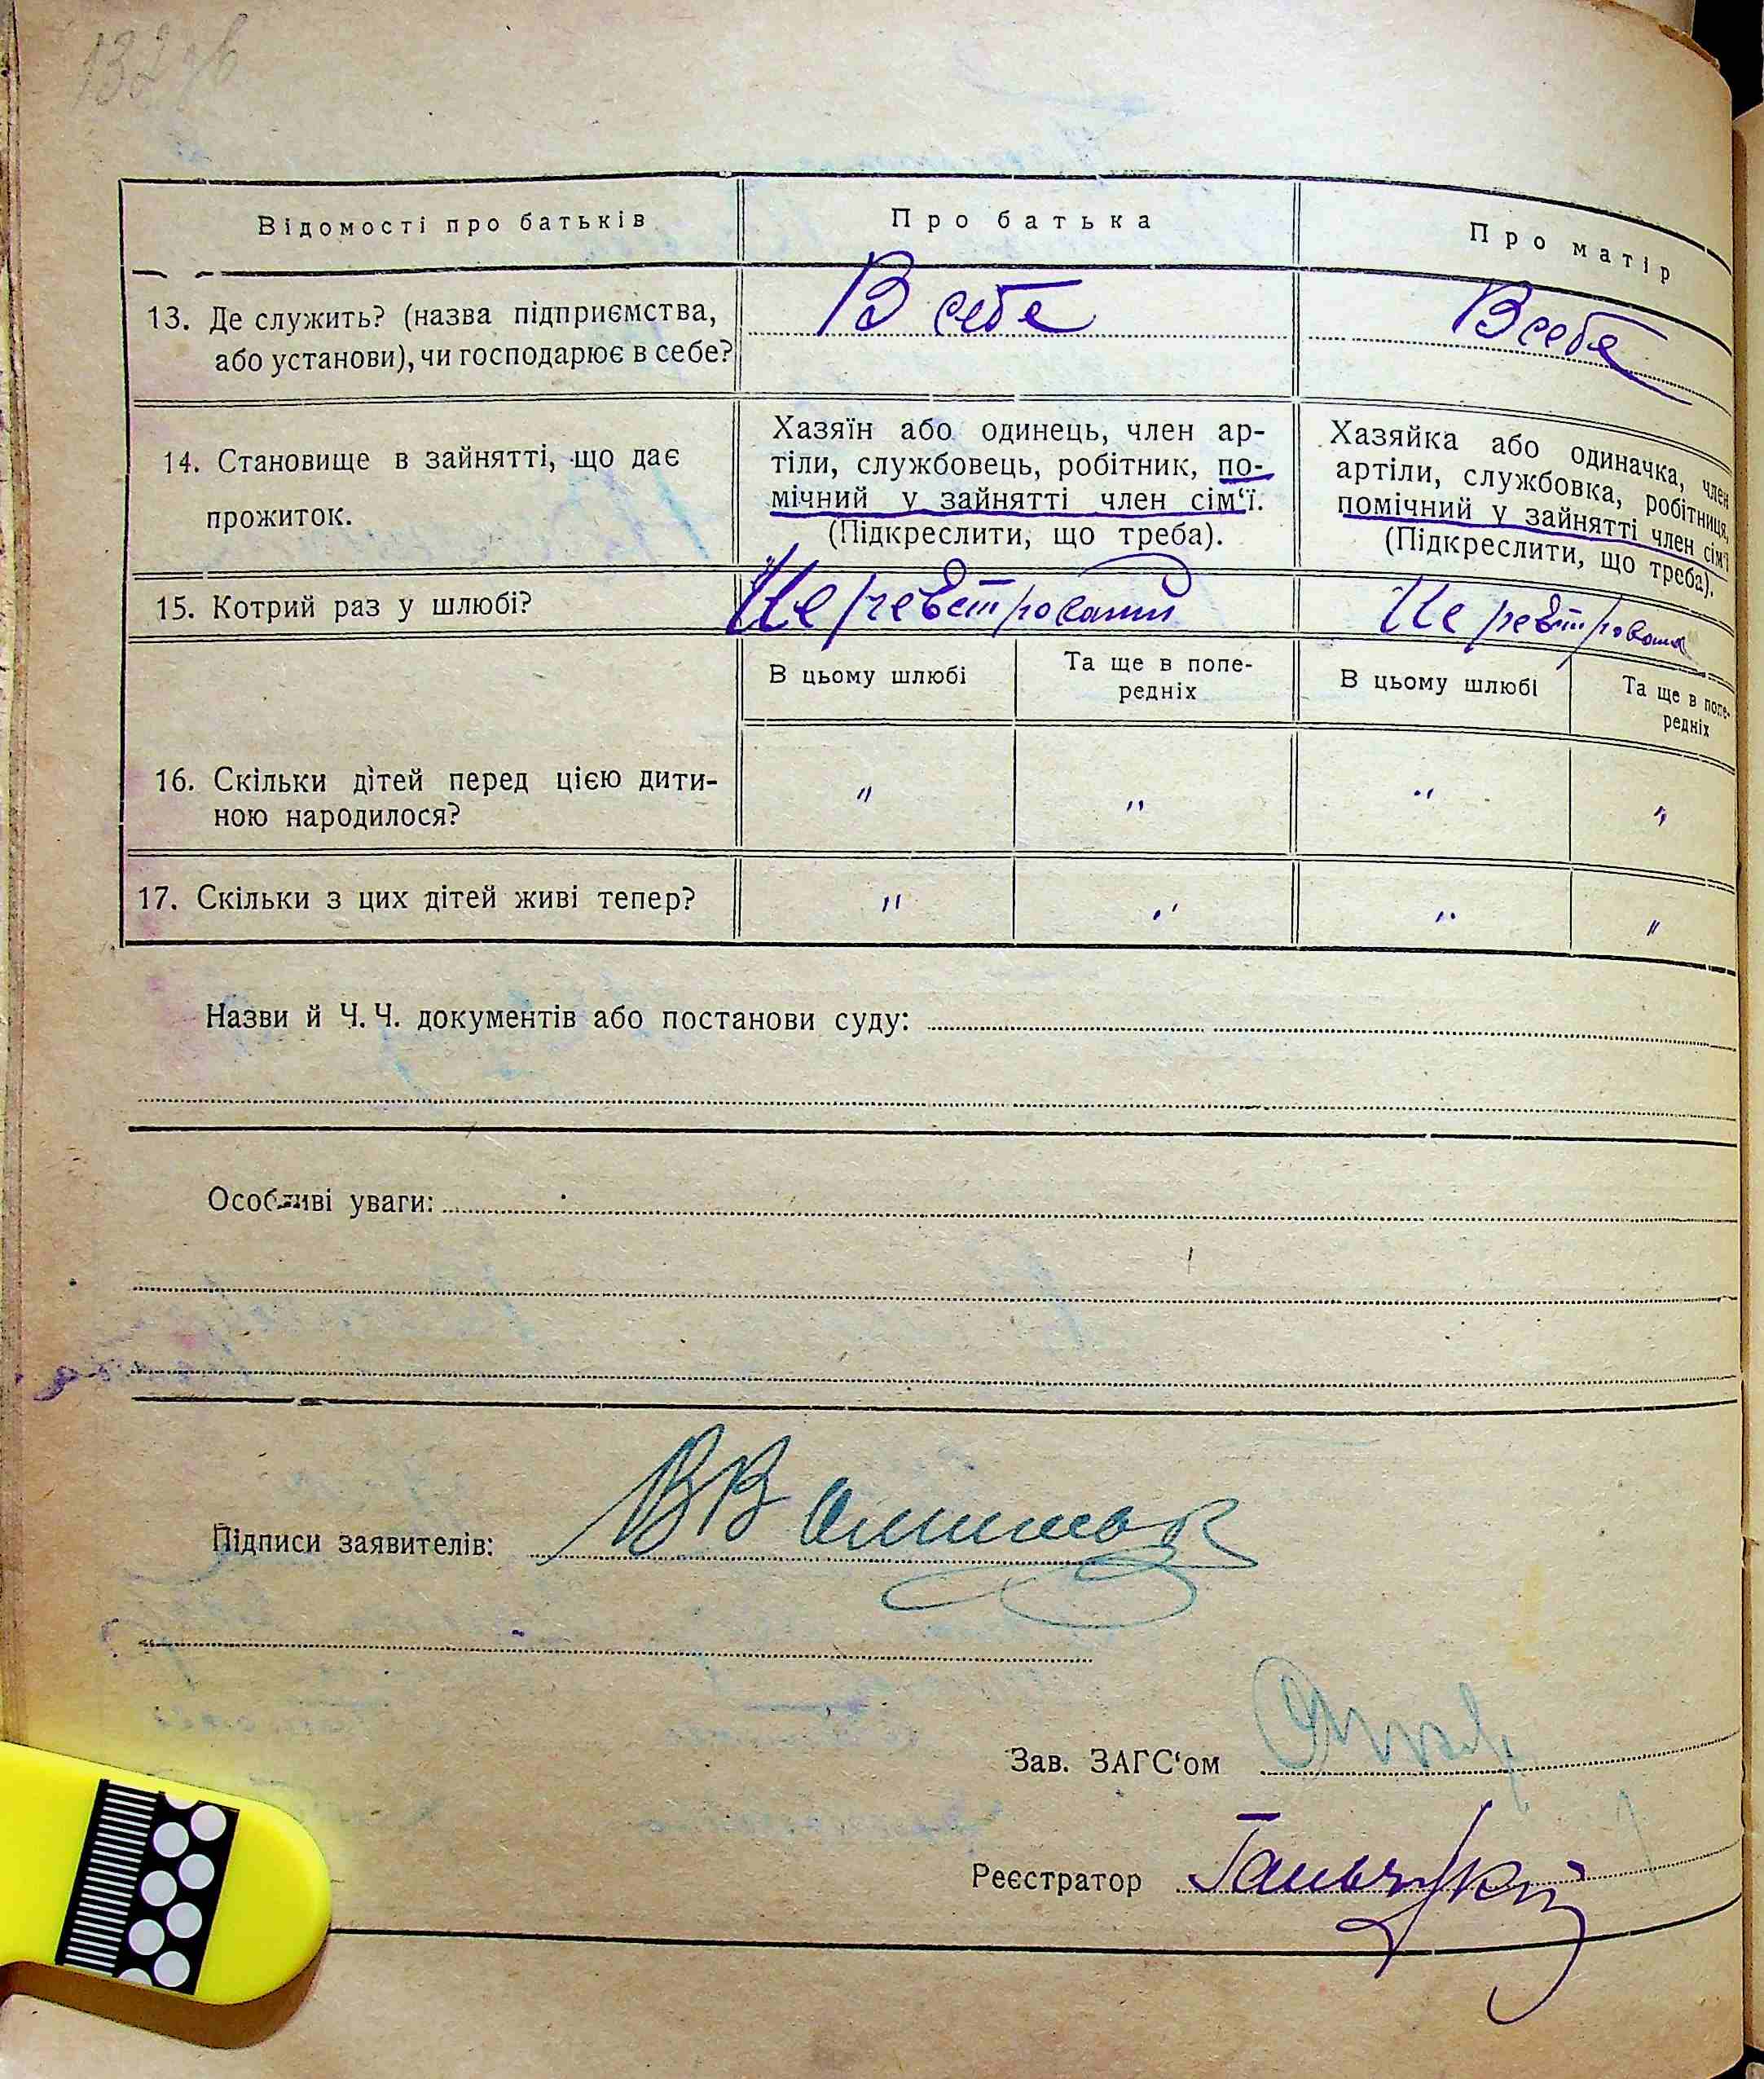 132 зв
Відомості про батьків
Про батька
Про матір
13. Де служить? (назва підприємства,
або установи), чи господарює в себе?
В себе
В себе
14. Становище в зайнятті, що дає
прожиток.
Хазяїн або одинець, член ар-
тіли, службовець, робітник, по-
мічний у зайнятті член сім‘ї.
(Підкреслити, що треба).
Хазяйка або одиначка, член
артіли, службовка, робітниця,
помічний у зайнятті член сім‘ї
(Підкреслити, що треба).
15. Котрий раз у шлюбі?
Не
Не
В цьому шлюбі
Та ще в попе-
редніх
В цьому шлюбі
Та ще в попе-
редніх
16. Скільки дітей перед цією дити-
ною народилося?
" " " "
17. Скільки з цих дітей живі тепер?
" " " "
Назви й Ч. Ч. документів або постанови суду:
Особливі уваги:
Підписи заявителів:
Зав. ЗАГС‘ом
Реєстратор